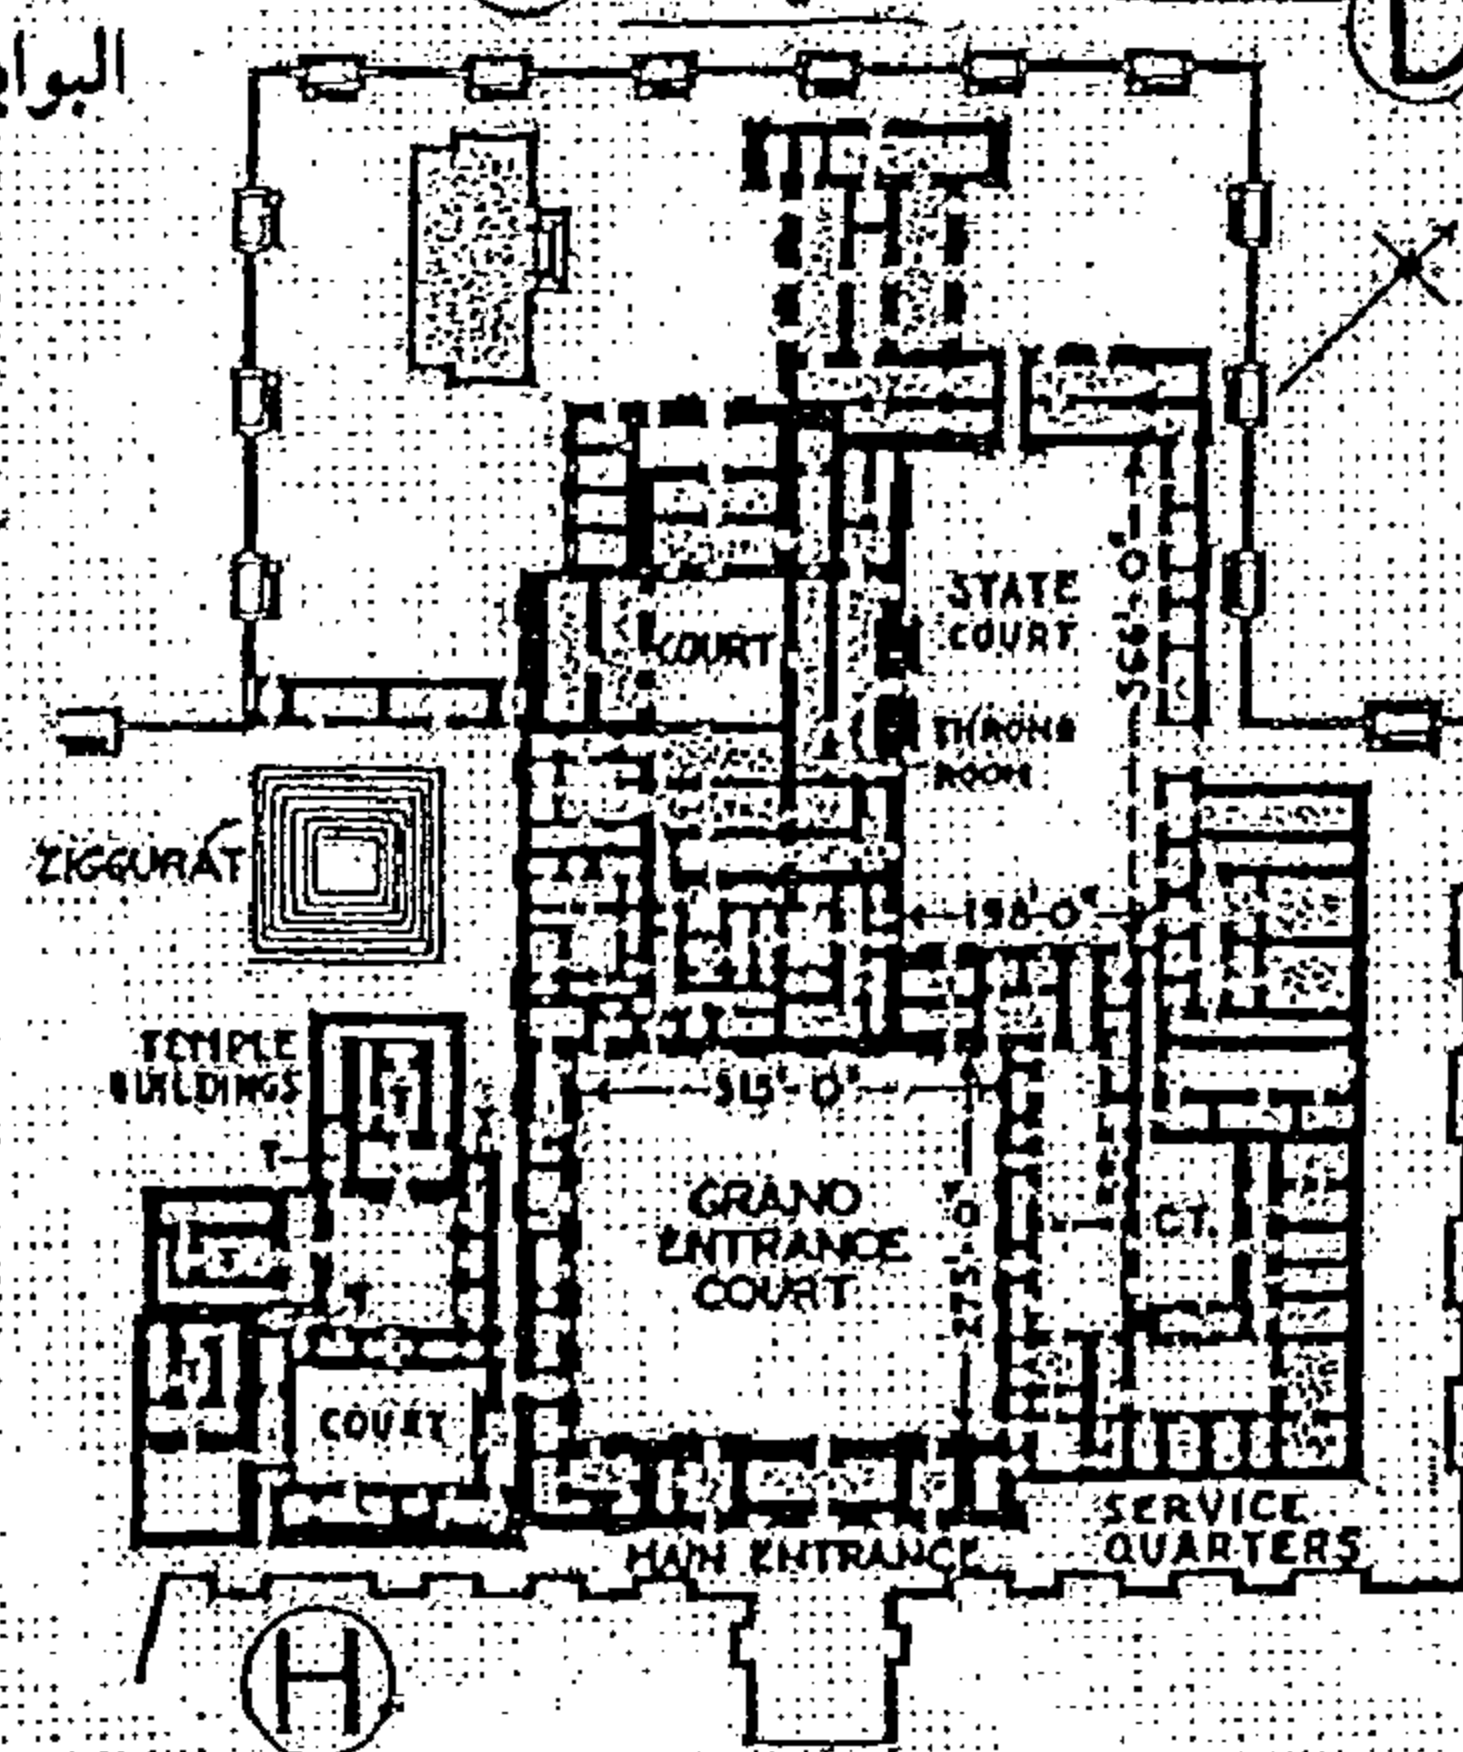 البوا
STATE
COURT
366'-0"
COURT
THRONE
ROOM
ZIGGURAT
198'-0"
TEMPLE
BUILDINGS
T
315'-0"
T
GRAND
ENTRANCE
COURT
275'-0"
CT.
T
T
T
COURT
SERVICE
QUARTERS
MAIN ENTRANCE
H